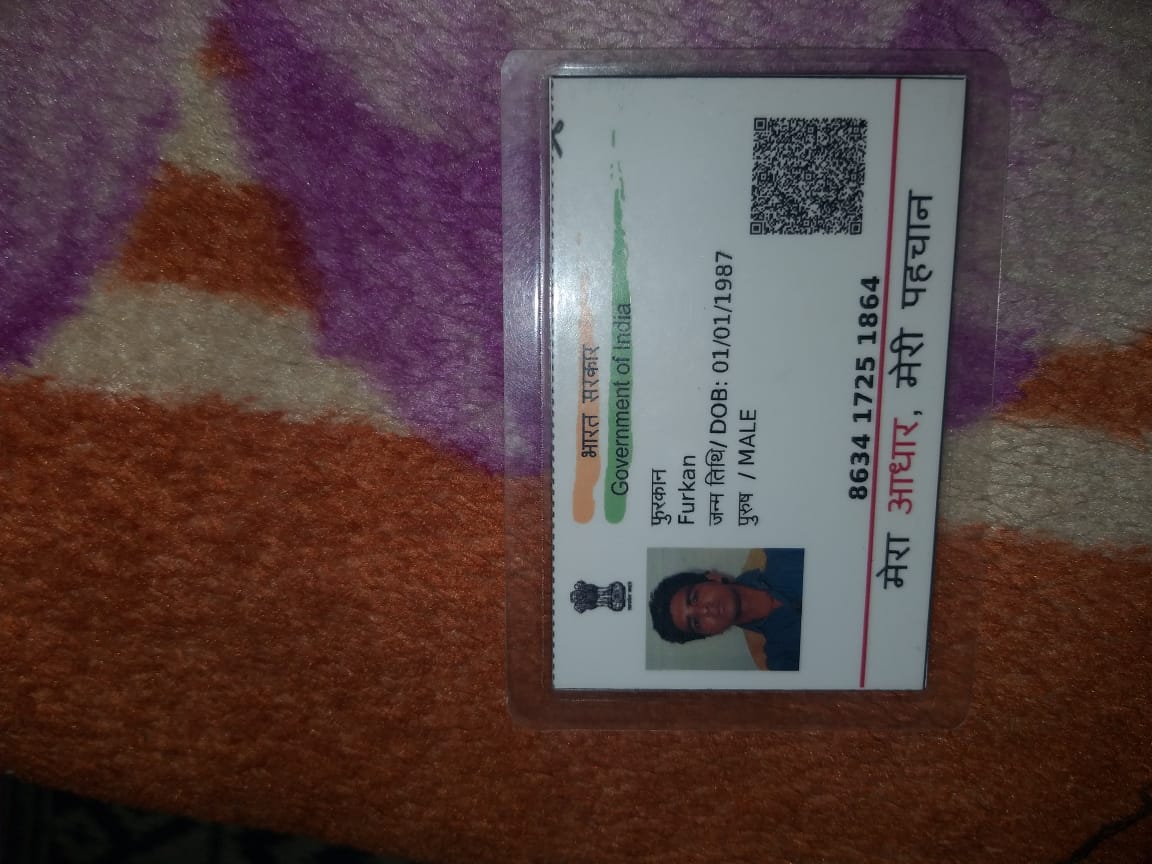 भारत सरकार
Government of India
फुरकान
Furkan
जन्म तिथि/ DOB: 01/01/1987
पुरुष / MALE
8634 1725 1864
मेरा आधार, मेरी पहचान